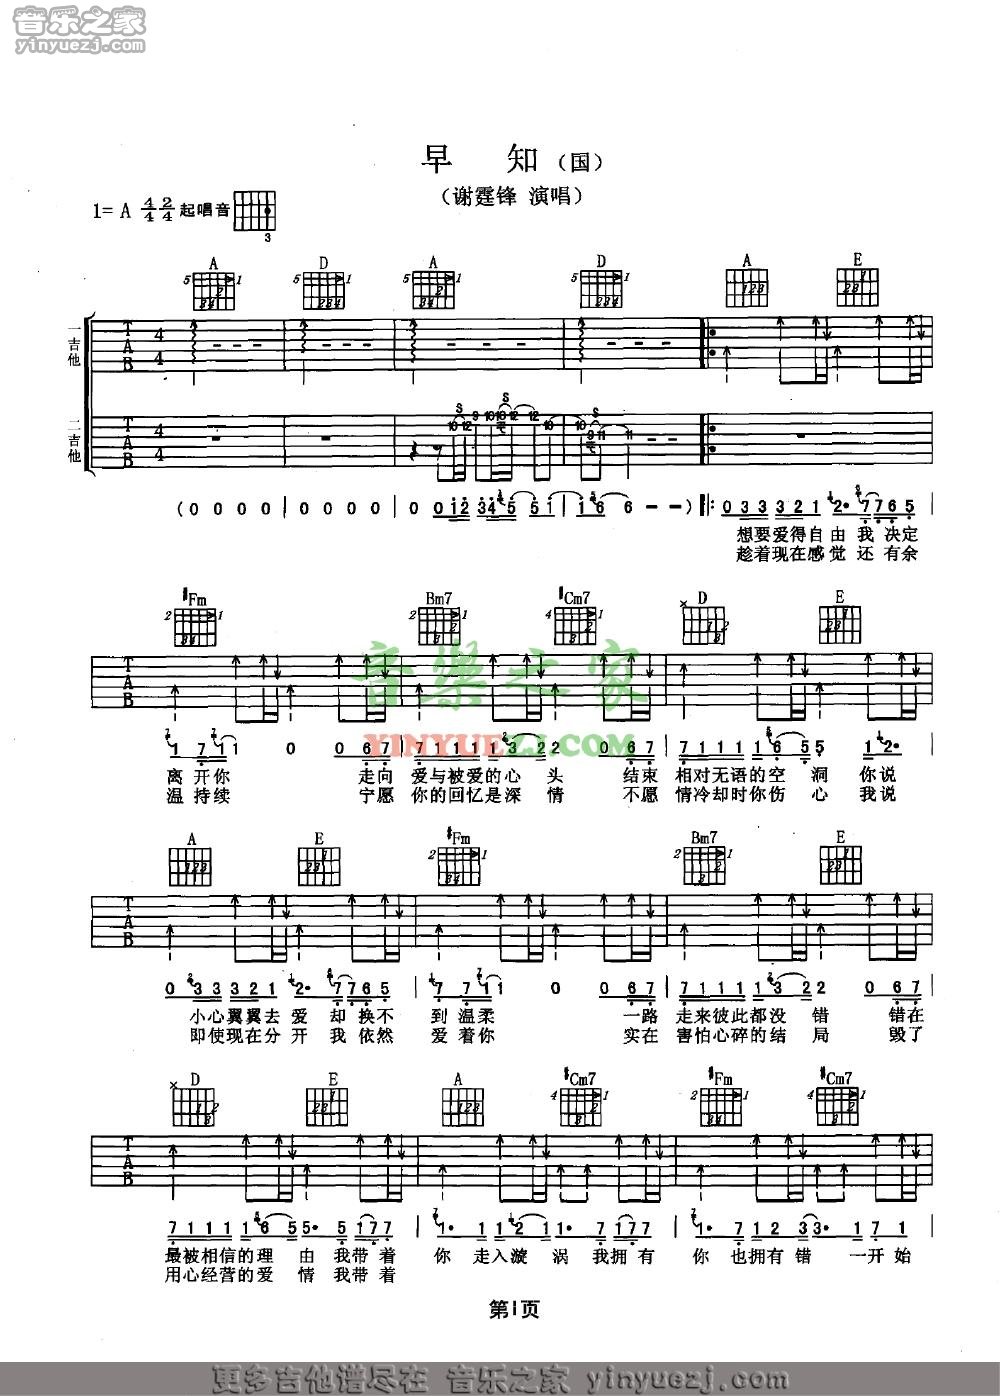 音乐之家
yinyuezj.com
早 知（国）
（谢霆锋 演唱）
1= A 4/4 2/4 起唱音
3
A D A D A E
一吉他
TAB 4/4
二吉他
TAB 4/4
(0 0 0 0 | 0 0 0 0 | 0 0 1 2 3 4 5 5 1 | 1 6 6 - - ) |: 0 3 3 3 2 1 2· 7 7 6 5 |
想要爱得自由我 决定
趁着现在感觉 还 有余
#Fm Bm7 #Cm7 D E
音樂之家
YINYUEZJ.COM
TAB
1 7 1 1 0 0 6 7 | 7 1 1 1 1 3 2 2 0 6 7 | 7 1 1 1 1 6 5 5 1 2· |
离 开你 走向 爱与被爱的心 头 结束 相对无语的空 洞 你说
温 持续 宁愿 你的回忆是深 情 不愿 情冷却时你伤 心 我说
A E #Fm Bm7 E
TAB
0 3 3 3 2 1 1 2· 7 7 6 5 | 7 7 1 1 0 0 6 7 | 7 1 1 1 1 3 2 2 0 6 7 |
小心翼翼去 爱 却 换不 到 温柔 一路 走来彼此都没 错 错在
即使现在分 开 我 依然 爱 着你 实在 害怕心碎的结 局 毁了
D E A #Cm7 #Fm #Cm7
TAB
7 1 1 1 1 6 5 5· 5 1 7 7 | 1· 1 1 2 1 1· 7 1 7 7 | 1· 7 1 2 3 3· 1 7 1 |
最被相信的理 由 我带 着 你 走入漩 涡 我拥 有 你 也拥有 错 一开始
用心经营的爱 情 我带 着
第1页
更多吉他谱尽在 音乐之家 yinyuezj.com